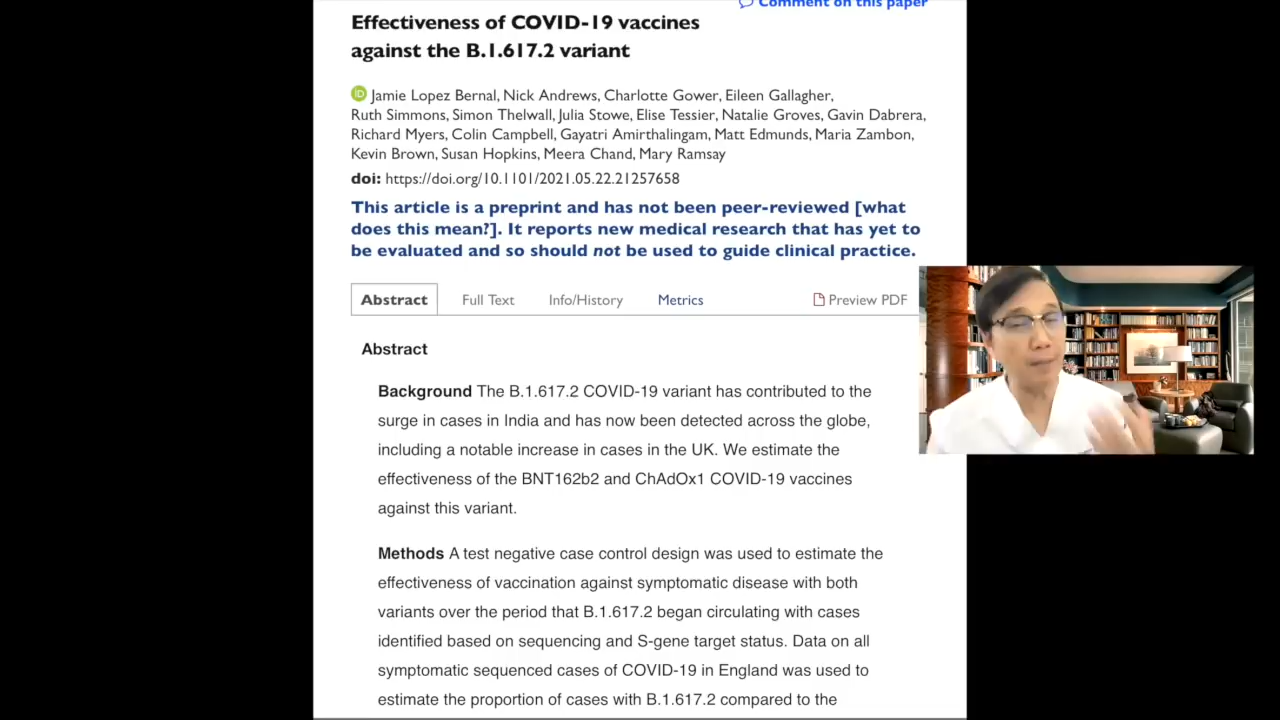 Comment on this paper
Effectiveness of COVID-19 vaccines
against the B.1.617.2 variant
iD Jamie Lopez Bernal, Nick Andrews, Charlotte Gower, Eileen Gallagher,
Ruth Simmons, Simon Thelwall, Julia Stowe, Elise Tessier, Natalie Groves, Gavin Dabrera,
Richard Myers, Colin Campbell, Gayatri Amirthalingam, Matt Edmunds, Maria Zambon,
Kevin Brown, Susan Hopkins, Meera Chand, Mary Ramsay
doi: https://doi.org/10.1101/2021.05.22.21257658
This article is a preprint and has not been peer-reviewed [what
does this mean?]. It reports new medical research that has yet to
be evaluated and so should not be used to guide clinical practice.
Abstract Full Text Info/History Metrics Preview PDF
Abstract
Background The B.1.617.2 COVID-19 variant has contributed to the
surge in cases in India and has now been detected across the globe,
including a notable increase in cases in the UK. We estimate the
effectiveness of the BNT162b2 and ChAdOx1 COVID-19 vaccines
against this variant.
Methods A test negative case control design was used to estimate the
effectiveness of vaccination against symptomatic disease with both
variants over the period that B.1.617.2 began circulating with cases
identified based on sequencing and S-gene target status. Data on all
symptomatic sequenced cases of COVID-19 in England was used to
estimate the proportion of cases with B.1.617.2 compared to the